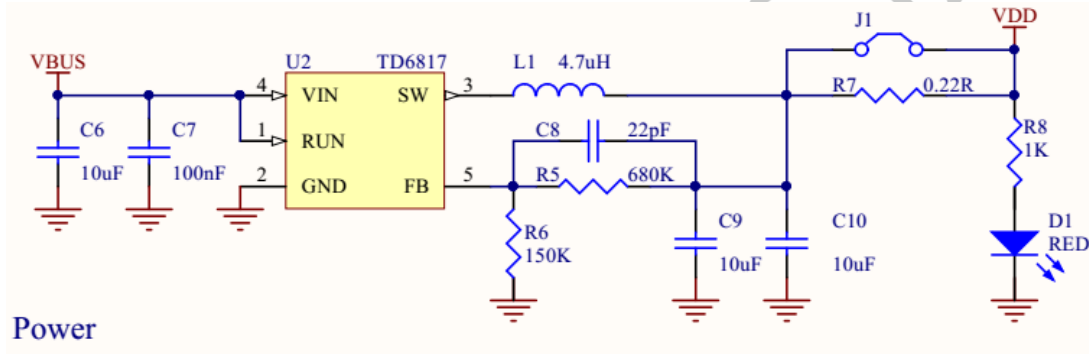 J1
VDD
VBUS
U2
TD6817
L1
4.7uH
4
VIN
SW
3
R7
0.22R
C6
C7
1
RUN
C8
22pF
R8
1K
10uF
100nF
2
GND
FB
5
R5
680K
R6
150K
C9
C10
D1
RED
10uF
10uF
Power